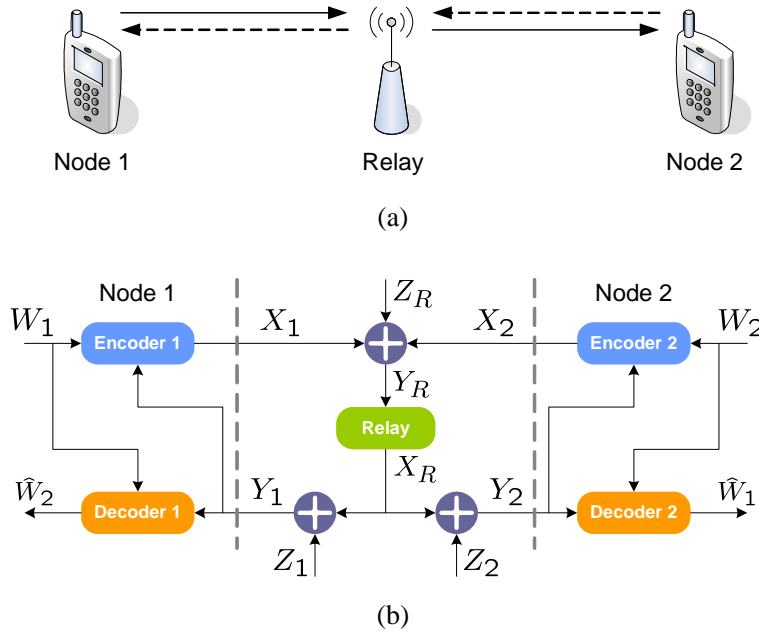 Node 1
Relay
Node 2
(a)
Node 1
Node 2
Z_R
W_1
Encoder 1
X_1
X_2
Encoder 2
W_2
Y_R
Relay
X_R
Ŵ_2
Decoder 1
Y_1
Y_2
Decoder 2
Ŵ_1
Z_1
Z_2
(b)